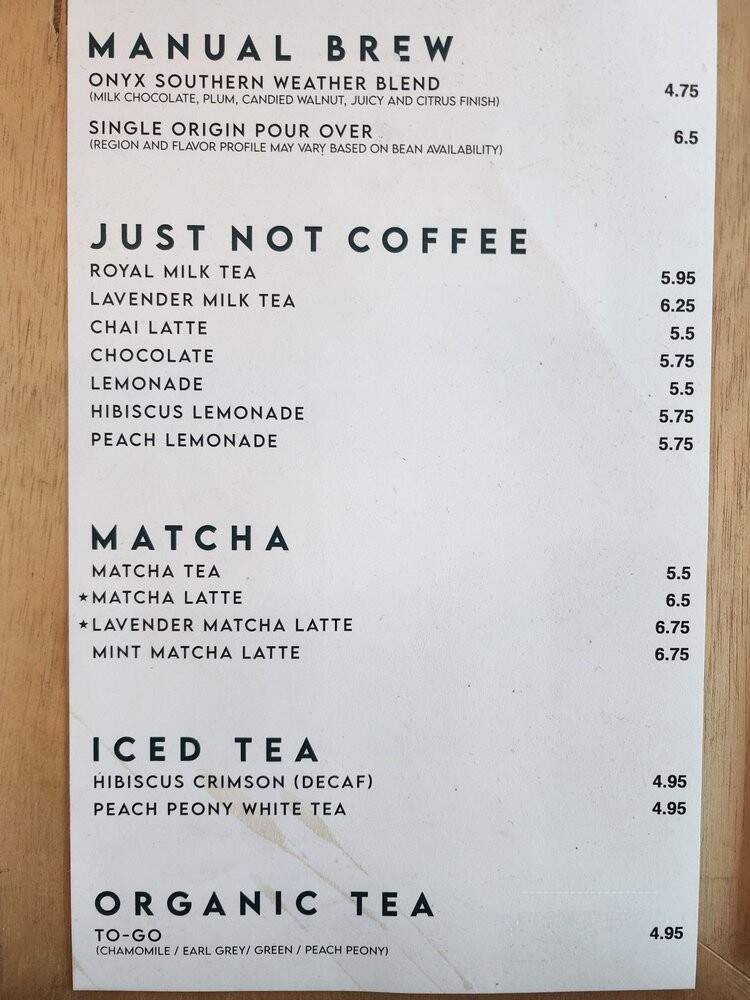 MANUAL BREW
ONYX SOUTHERN WEATHER BLEND 4.75
(MILK CHOCOLATE, PLUM, CANDIED WALNUT, JUICY AND CITRUS FINISH)
SINGLE ORIGIN POUR OVER 6.5
(REGION AND FLAVOR PROFILE MAY VARY BASED ON BEAN AVAILABILITY)
JUST NOT COFFEE
ROYAL MILK TEA 5.95
LAVENDER MILK TEA 6.25
CHAI LATTE 5.5
CHOCOLATE 5.75
LEMONADE 5.5
HIBISCUS LEMONADE 5.75
PEACH LEMONADE 5.75
MATCHA
MATCHA TEA 5.5
★MATCHA LATTE 6.5
★LAVENDER MATCHA LATTE 6.75
MINT MATCHA LATTE 6.75
ICED TEA
HIBISCUS CRIMSON (DECAF) 4.95
PEACH PEONY WHITE TEA 4.95
ORGANIC TEA
TO-GO 4.95
(CHAMOMILE / EARL GREY/ GREEN / PEACH PEONY)